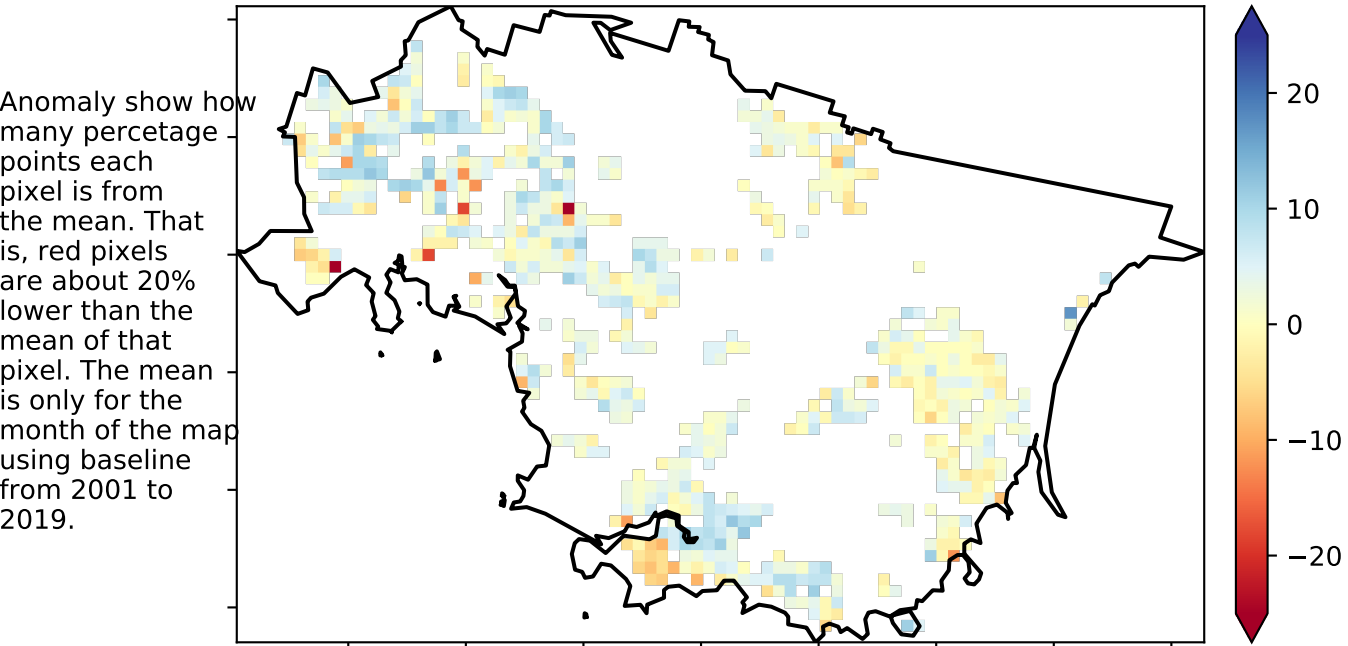 Anomaly show how
many percetage
points each
pixel is from
the mean. That
is, red pixels
are about 20%
lower than the
mean of that
pixel. The mean
is only for the
month of the map
using baseline
from 2001 to
2019.
20
10
0
−10
−20